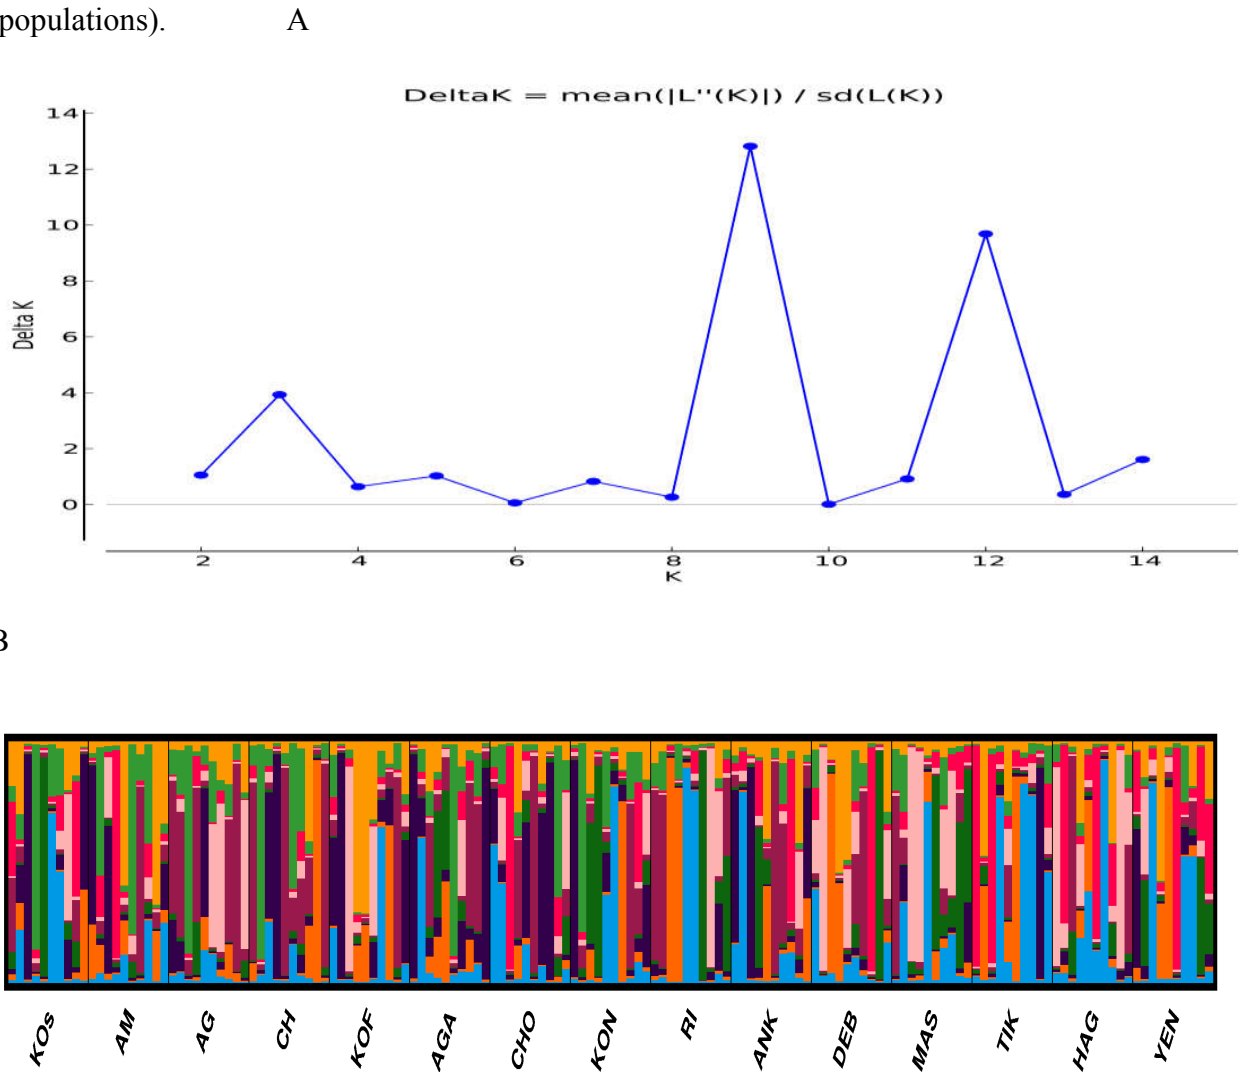 populations). A
DeltaK = mean(|L''(K)|) / sd(L(K))
14
12
10
8
6
4
2
0
Delta K
2 4 6 8 10 12 14
K
B
KOs AM AG CH KOF AGA CHO KON RI ANK DEB MAS TIK HAG YEN